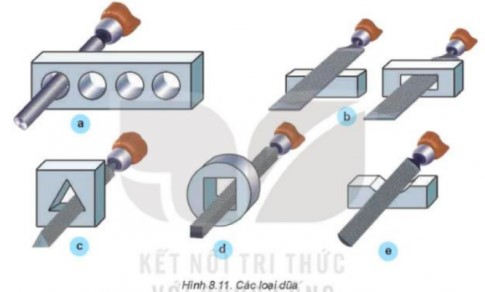 a
b
c
d
e
KẾT NỐI TRI THỨC
Hình 8.11. Các loại dũa